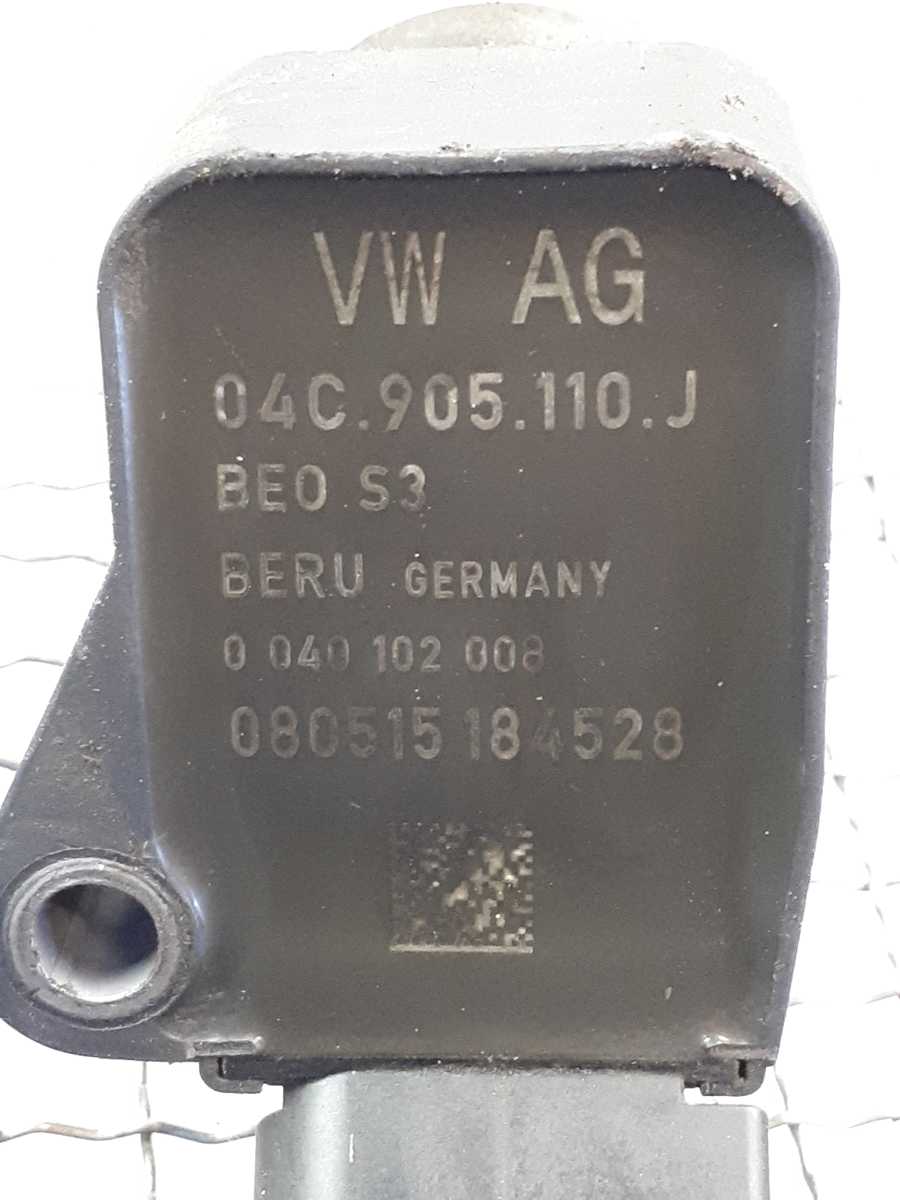 VW AG
04C.905.110.J
BEO S3
BERU GERMANY
0 040 102 008
080515 184528